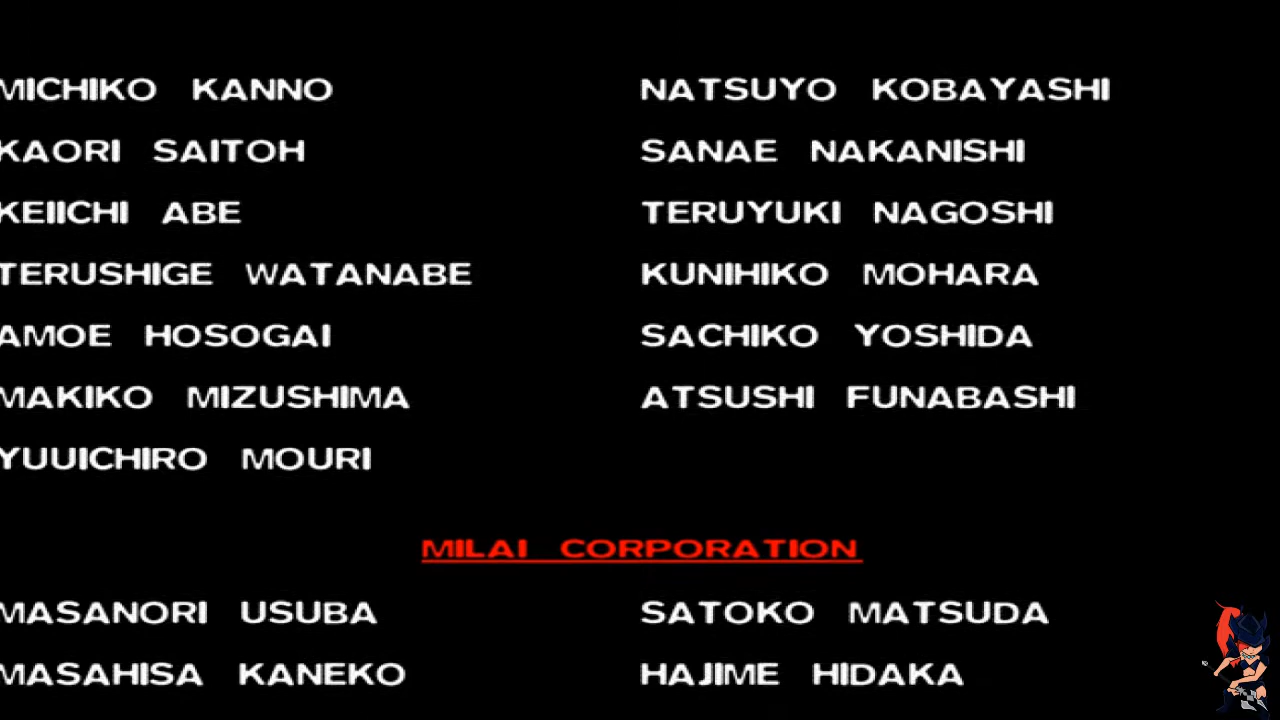 MICHIKO KANNO NATSUYO KOBAYASHI
KAORI SAITOH SANAE NAKANISHI
KEIICHI ABE TERUYUKI NAGOSHI
TERUSHIGE WATANABE KUNIHIKO MOHARA
AMOE HOSOGAI SACHIKO YOSHIDA
MAKIKO MIZUSHIMA ATSUSHI FUNABASHI
YUUICHIRO MOURI
MILAI CORPORATION
MASANORI USUBA SATOKO MATSUDA
MASAHISA KANEKO HAJIME HIDAKA